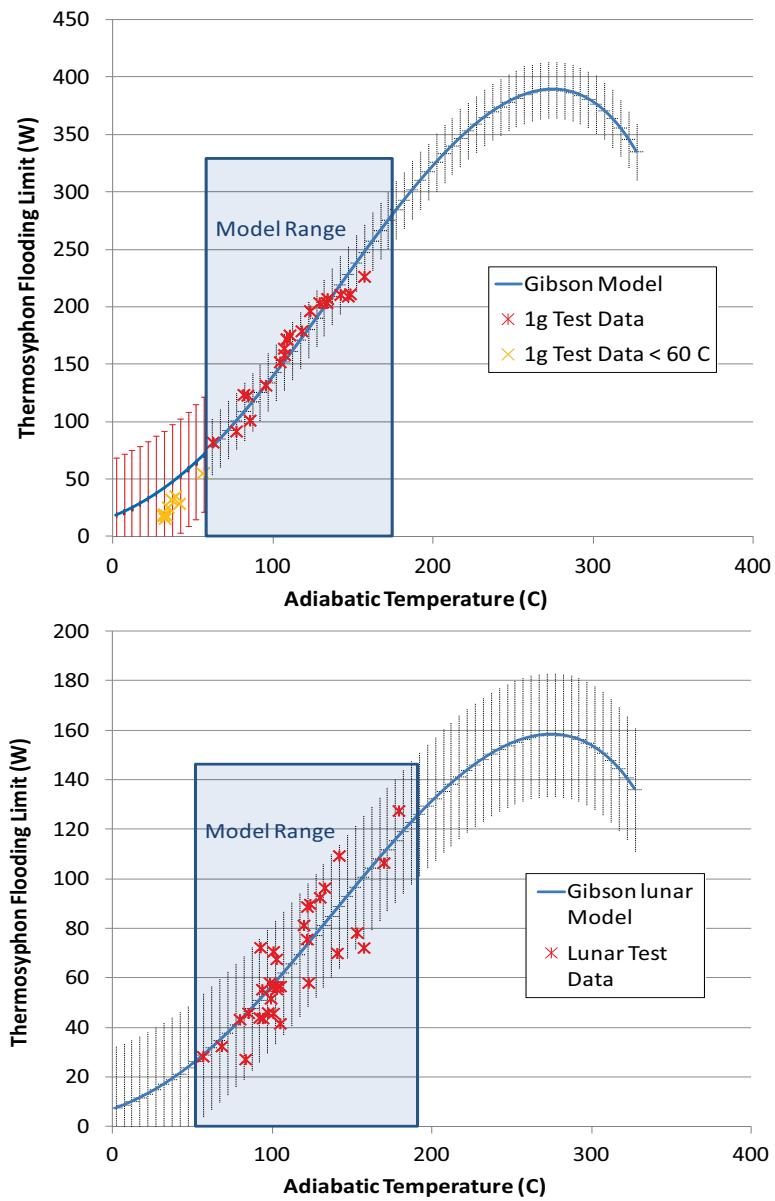 450
400
350
300
250
200
150
100
50
0
Thermosyphon Flooding Limit (W)
Model Range
Gibson Model
1g Test Data
1g Test Data < 60 C
0 100 200 300 400
Adiabatic Temperature (C)
200
180
160
140
120
100
80
60
40
20
0
Thermosyphon Flooding Limit (W)
Model Range
Gibson lunar
Model
Lunar Test
Data
0 100 200 300 400
Adiabatic Temperature (C)